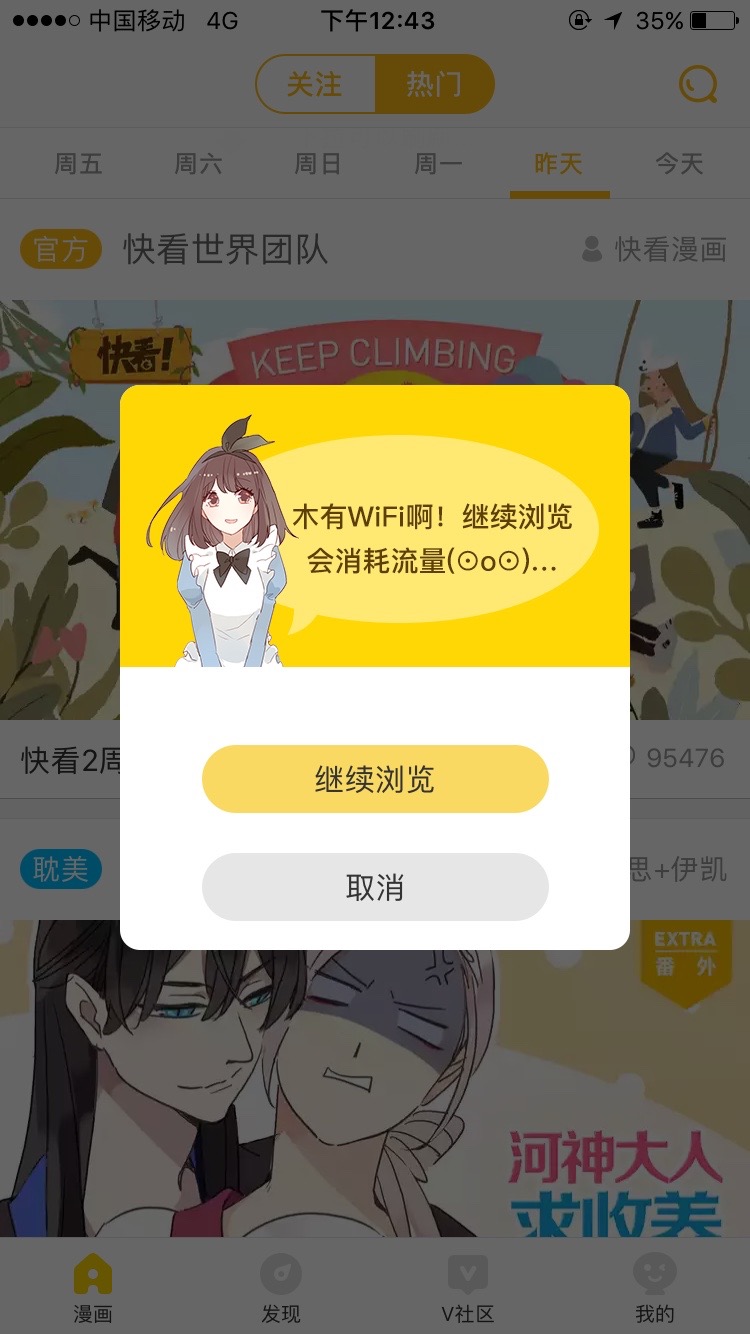 中国移动 4G 下午12:43 35%
关注 热门
周五 周六 周日 周一 昨天 今天
官方 快看世界团队 快看漫画
快看!
KEEP CLIMBING
木有WiFi啊！继续浏览
会消耗流量(⊙o⊙)...
快看2周 95476
继续浏览
耽美 思+伊凯
取消
EXTRA
番外
河神大人
求收养
漫画 发现 V社区 我的